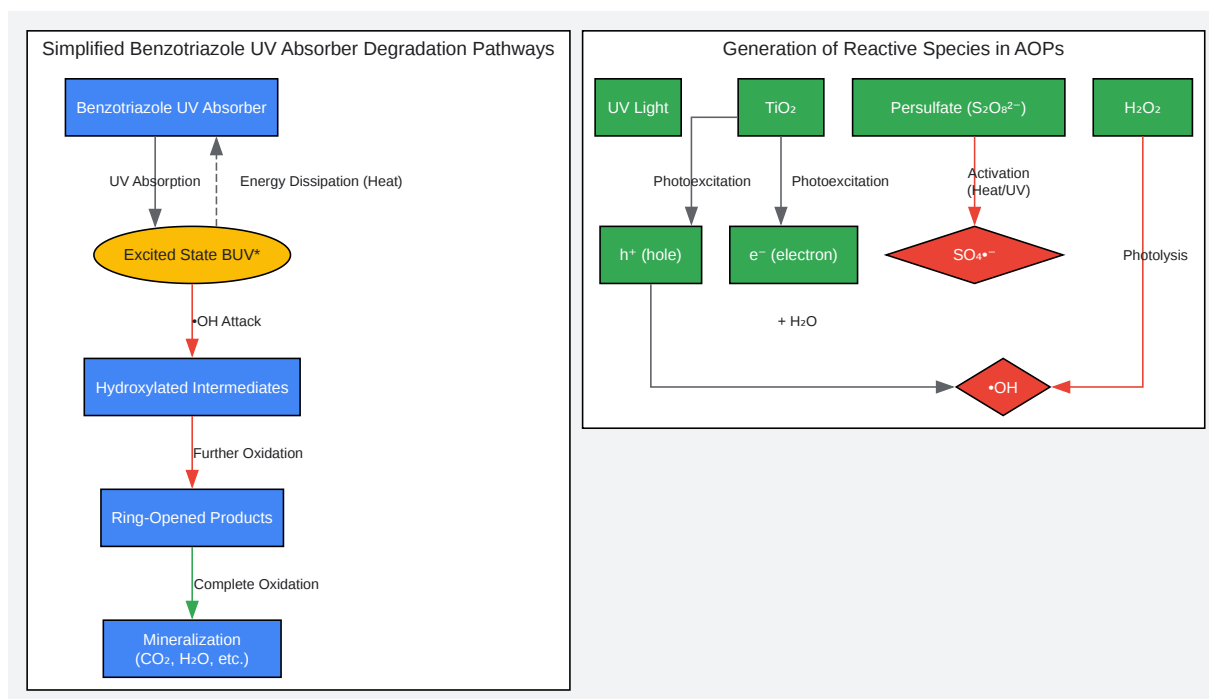 Simplified Benzotriazole UV Absorber Degradation Pathways
Benzotriazole UV Absorber
UV Absorption
Energy Dissipation (Heat)
Excited State BUV*
•OH Attack
Hydroxylated Intermediates
Further Oxidation
Ring-Opened Products
Complete Oxidation
Mineralization
(CO₂, H₂O, etc.)
Generation of Reactive Species in AOPs
UV Light
TiO₂
Persulfate (S₂O₈²⁻)
H₂O₂
Photoexcitation
Photoexcitation
Activation
(Heat/UV)
h⁺ (hole)
e⁻ (electron)
SO₄•⁻
Photolysis
+ H₂O
•OH